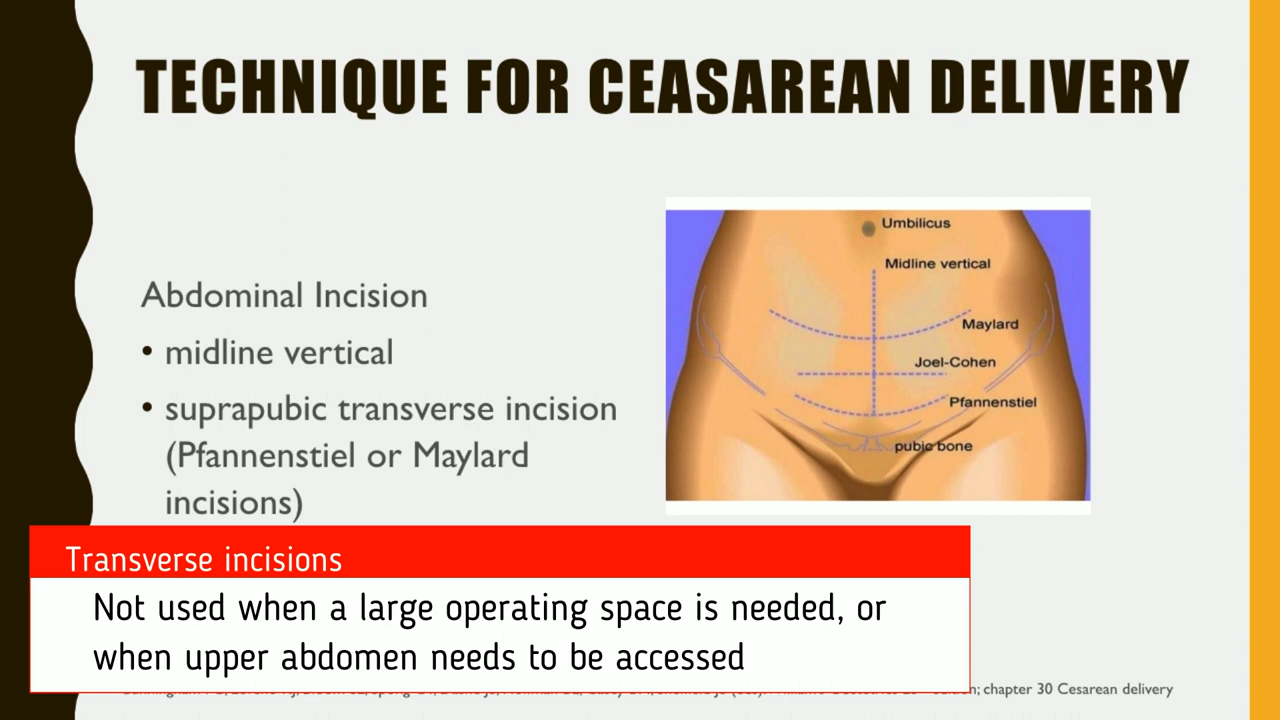 TECHNIQUE FOR CEASAREAN DELIVERY
Abdominal Incision
• midline vertical
• suprapubic transverse incision
(Pfannenstiel or Maylard
incisions)
Umbilicus
Midline vertical
Maylard
Joel-Cohen
Pfannenstiel
pubic bone
Transverse incisions
Not used when a large operating space is needed, or
when upper abdomen needs to be accessed
; chapter 30 Cesarean delivery